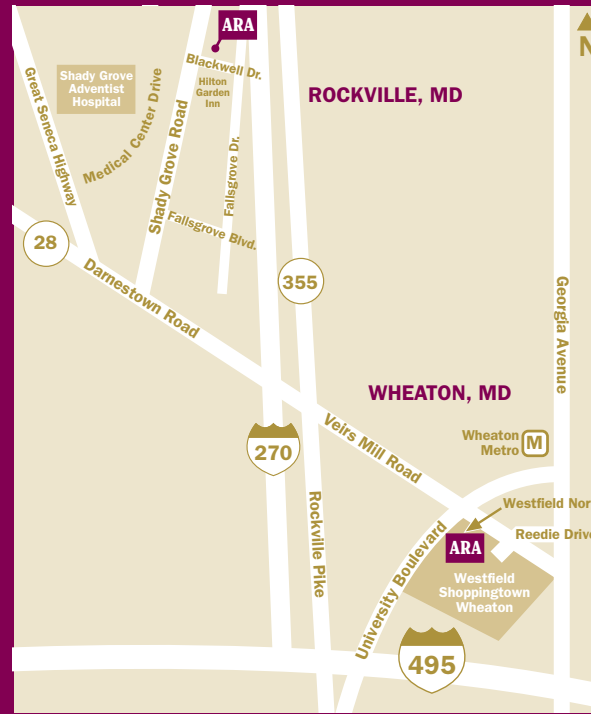 ARA
N
Blackwell Dr.
Shady Grove
Adventist
Hospital
Hilton
Garden
Inn
ROCKVILLE, MD
Great Seneca Highway
Medical Center Drive
Shady Grove Road
Fallsgrove Dr.
Fallsgrove Blvd.
28
355
Darnestown Road
Georgia Avenue
WHEATON, MD
Wheaton
Metro
M
270
Veirs Mill Road
Rockville Pike
Westfield Nor
Reedie Drive
ARA
University Boulevard
Westfield
Shoppingtown
Wheaton
495